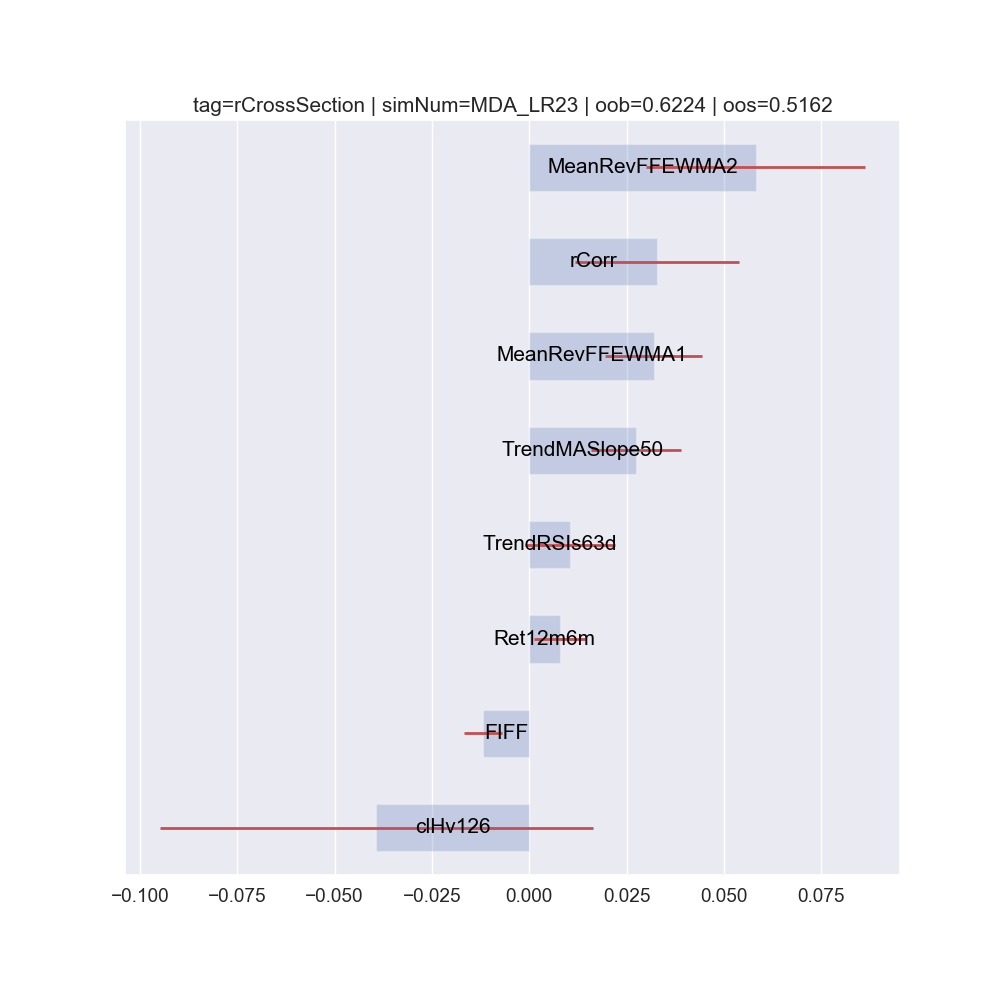 tag=rCrossSection | simNum=MDA_LR23 | oob=0.6224 | oos=0.5162
MeanRevFFEWMA2
rCorr
MeanRevFFEWMA1
TrendMASlope50
TrendRSIs63d
Ret12m6m
FIFF
clHv126
−0.100 −0.075 −0.050 −0.025 0.000 0.025 0.050 0.075